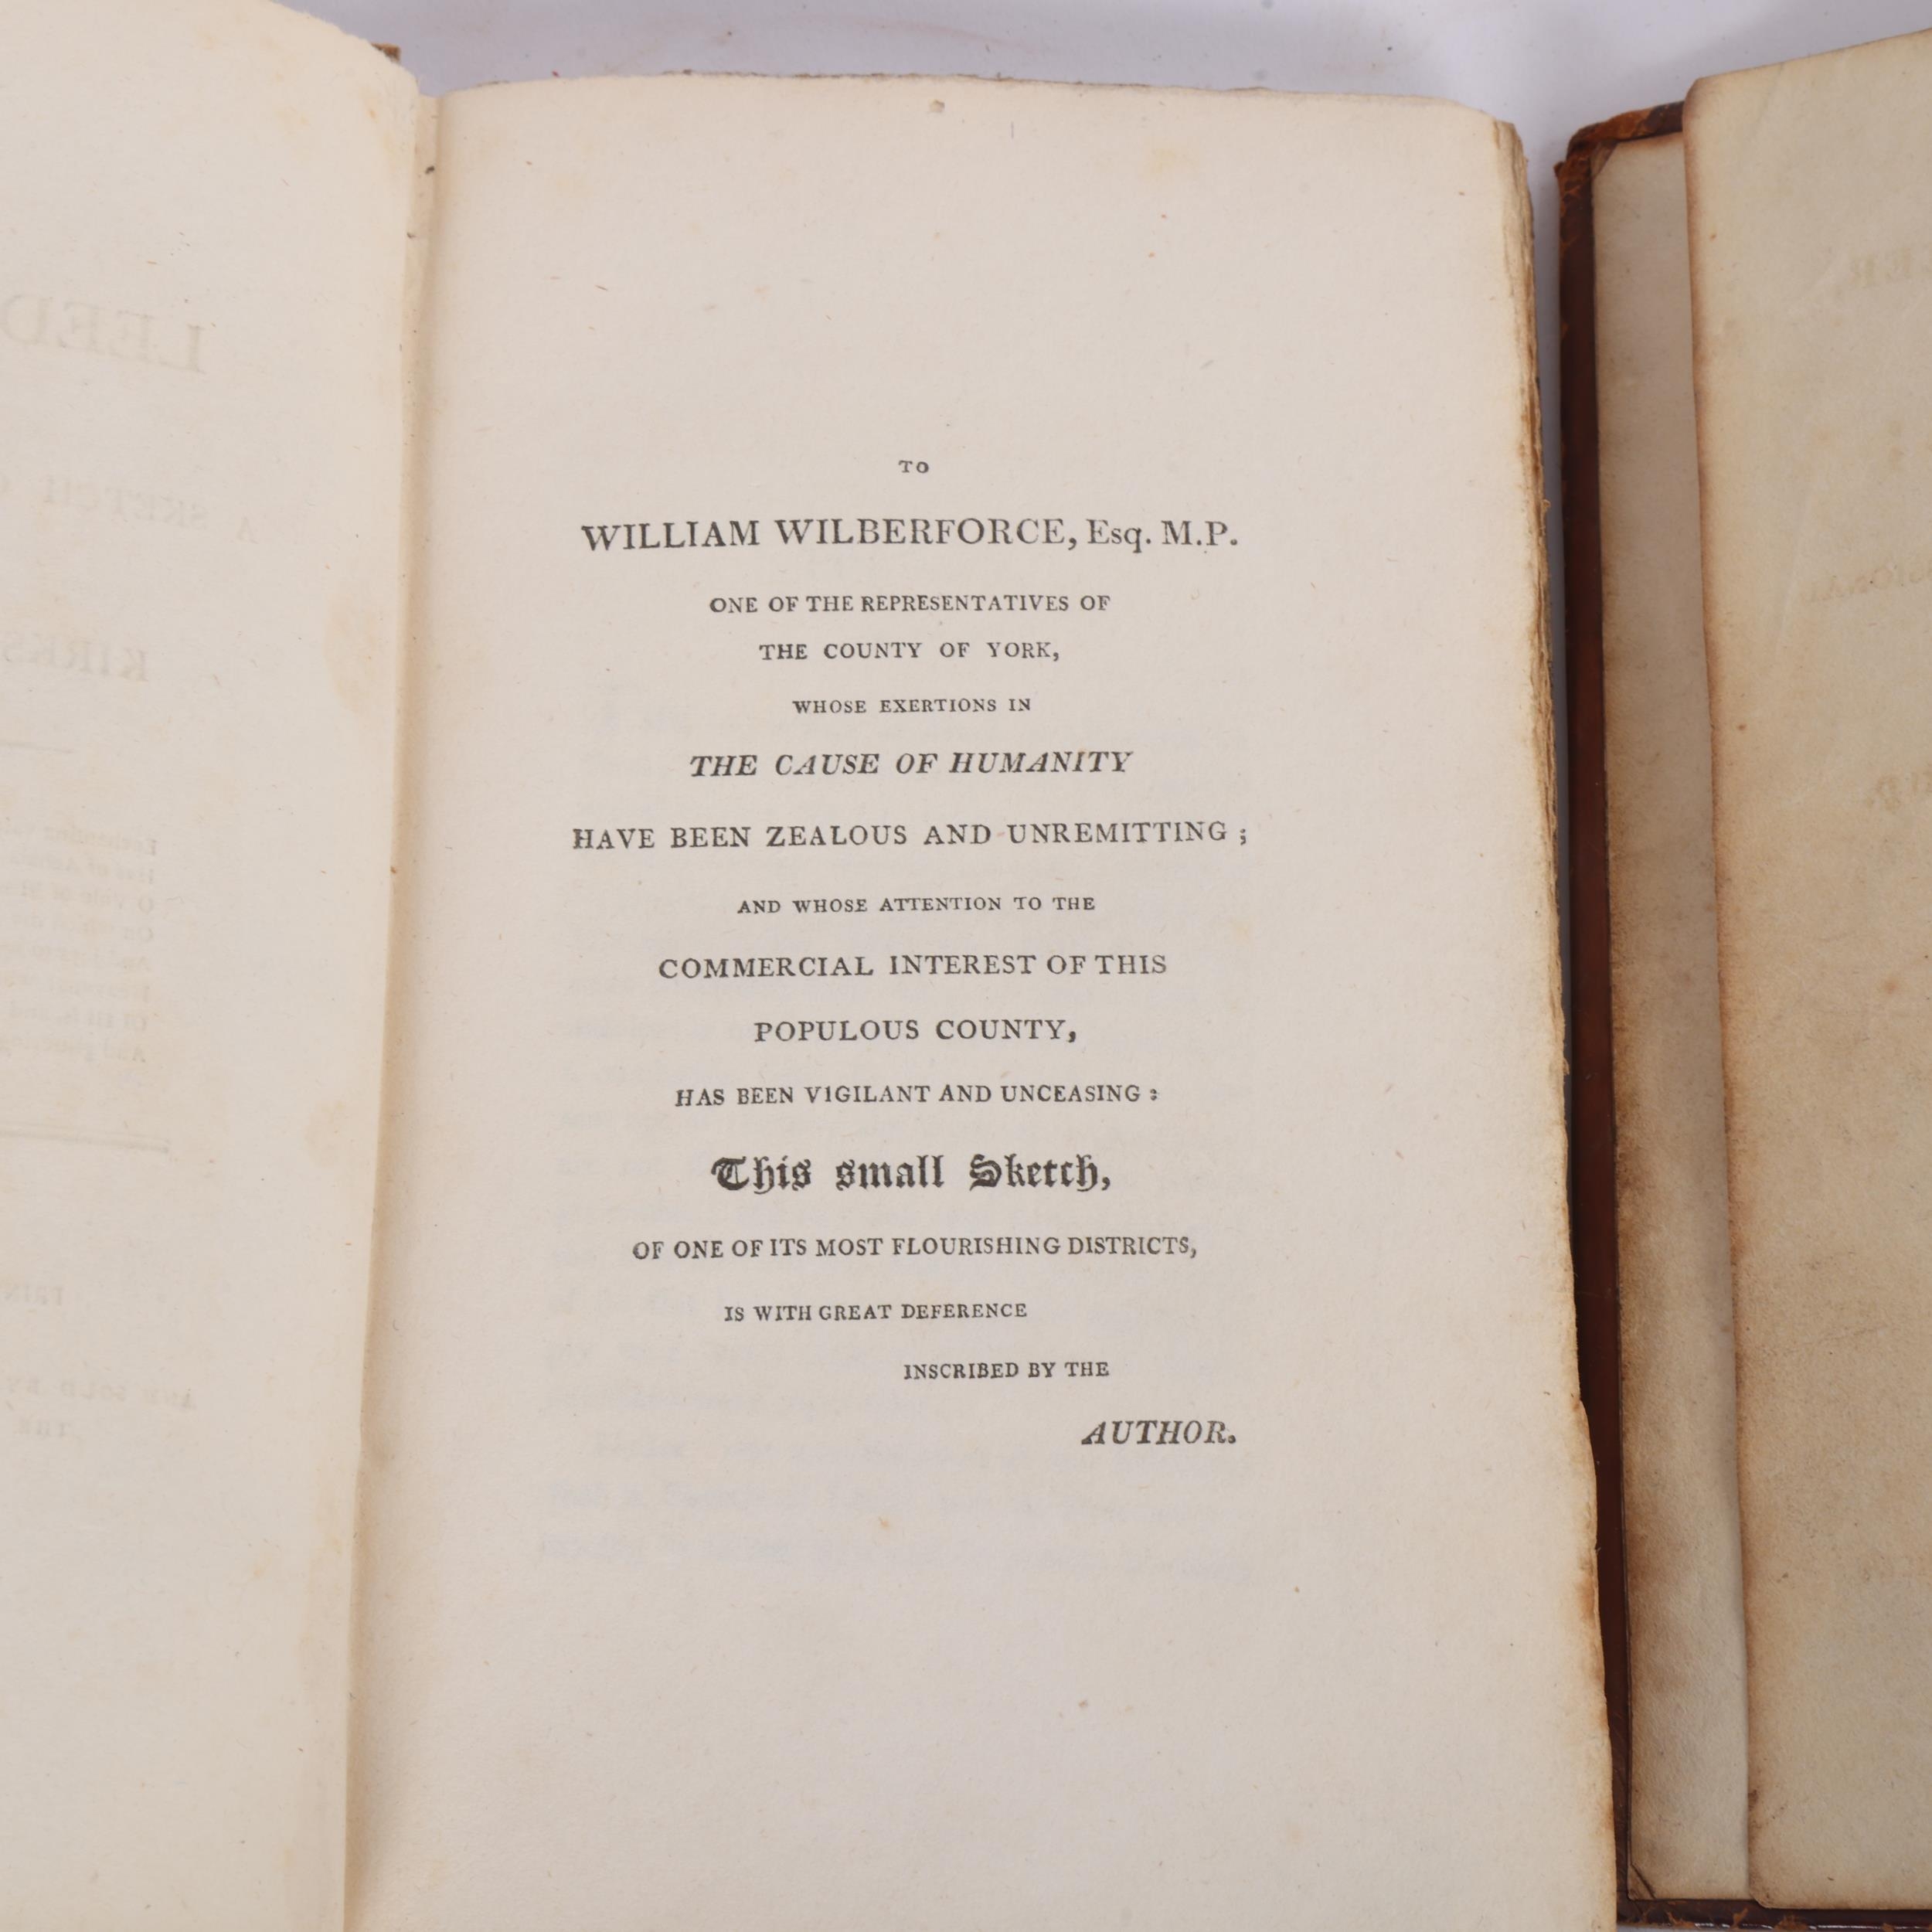 LEED
A SKETCH O
KIRKS
TO
WILLIAM WILBERFORCE, Esq. M.P.
ONE OF THE REPRESENTATIVES OF
THE COUNTY OF YORK,
WHOSE EXERTIONS IN
THE CAUSE OF HUMANITY
HAVE BEEN ZEALOUS AND UNREMITTING ;
AND WHOSE ATTENTION TO THE
COMMERCIAL INTEREST OF THIS
POPULOUS COUNTY,
HAS BEEN VIGILANT AND UNCEASING :
This small Sketch,
OF ONE OF ITS MOST FLOURISHING DISTRICTS,
IS WITH GREAT DEFERENCE
INSCRIBED BY THE
AUTHOR.